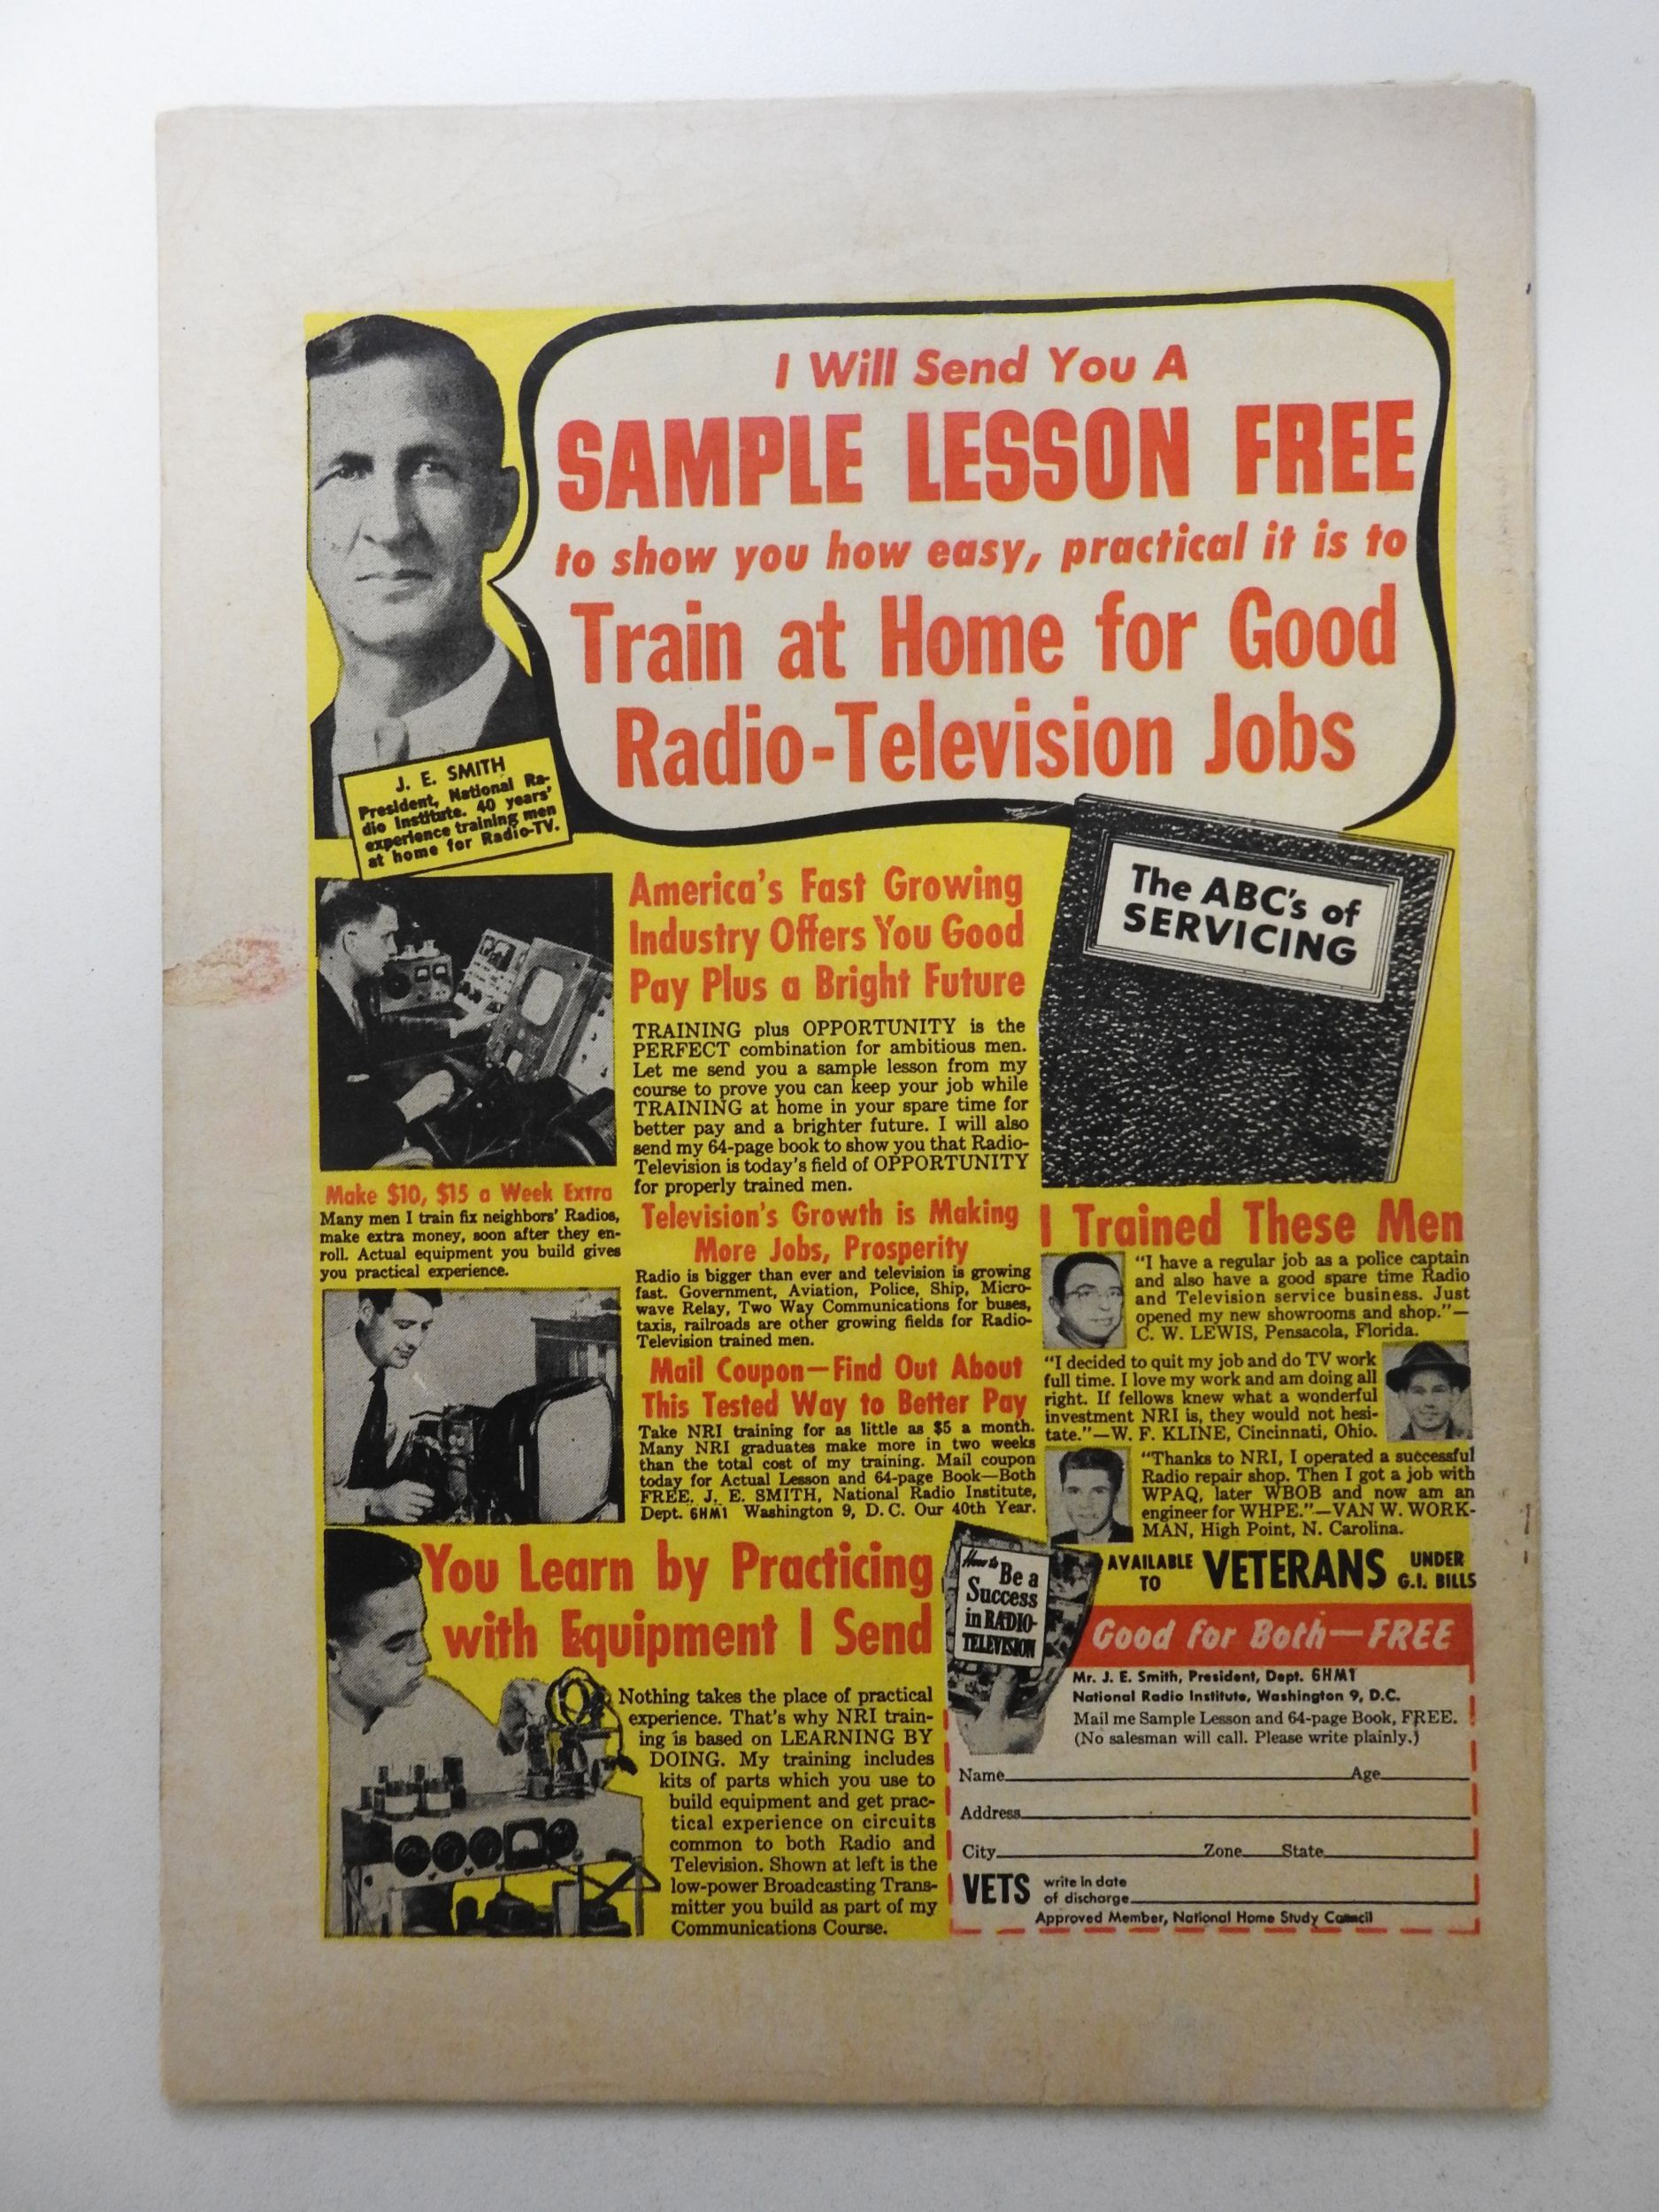 I Will Send You A
SAMPLE LESSON FREE
to show you how easy, practical it is to
Train at Home for Good
Radio-Television Jobs
J. E. SMITH
President, National Ra-
dio Institute. 40 years'
experience training men
at home for Radio-TV.
The ABC's of
SERVICING
America's Fast Growing
Industry Offers You Good
Pay Plus a Bright Future
TRAINING plus OPPORTUNITY is the
PERFECT combination for ambitious men.
Let me send you a sample lesson from my
course to prove you can keep your job while
TRAINING at home in your spare time for
better pay and a brighter future. I will also
send my 64-page book to show you that Radio-
Television is today's field of OPPORTUNITY
for properly trained men.
Make $10, $15 a Week Extra
Many men I train fix neighbors' Radios,
make extra money, soon after they en-
roll. Actual equipment you build gives
you practical experience.
Television's Growth is Making
More Jobs, Prosperity
Radio is bigger than ever and television is growing
fast. Government, Aviation, Police, Ship, Micro-
wave Relay, Two Way Communications for buses,
taxis, railroads are other growing fields for Radio-
Television trained men.
Mail Coupon—Find Out About
This Tested Way to Better Pay
Take NRI training for as little as $5 a month.
Many NRI graduates make more in two weeks
than the total cost of my training. Mail coupon
today for Actual Lesson and 64-page Book—Both
FREE. J. E. SMITH, National Radio Institute,
Dept. 6HM1 Washington 9, D.C. Our 40th Year.
I Trained These Men
"I have a regular job as a police captain
and also have a good spare time Radio
and Television service business. Just
opened my new showrooms and shop."—
C. W. LEWIS, Pensacola, Florida.
"I decided to quit my job and do TV work
full time. I love my work and am doing all
right. If fellows knew what a wonderful
investment NRI is, they would not hesi-
tate."—W. F. KLINE, Cincinnati, Ohio.
"Thanks to NRI, I operated a successful
Radio repair shop. Then I got a job with
WPAQ, later WBOB and now am an
engineer for WHPE."—VAN W. WORK-
MAN, High Point, N. Carolina.
You Learn by Practicing
with Equipment I Send
Nothing takes the place of practical
experience. That's why NRI train-
ing is based on LEARNING BY
DOING. My training includes
kits of parts which you use to
build equipment and get prac-
tical experience on circuits
common to both Radio and
Television. Shown at left is the
low-power Broadcasting Trans-
mitter you build as part of my
Communications Course.
How to
Be a
Success
in RADIO-
TELEVISION
AVAILABLE TO VETERANS UNDER G.I. BILLS
Good for Both—FREE
Mr. J. E. Smith, President, Dept. 6HM1
National Radio Institute, Washington 9, D.C.
Mail me Sample Lesson and 64-page Book, FREE.
(No salesman will call. Please write plainly.)
Name Age
Address
City Zone State
VETS write in date
of discharge
Approved Member, National Home Study Council